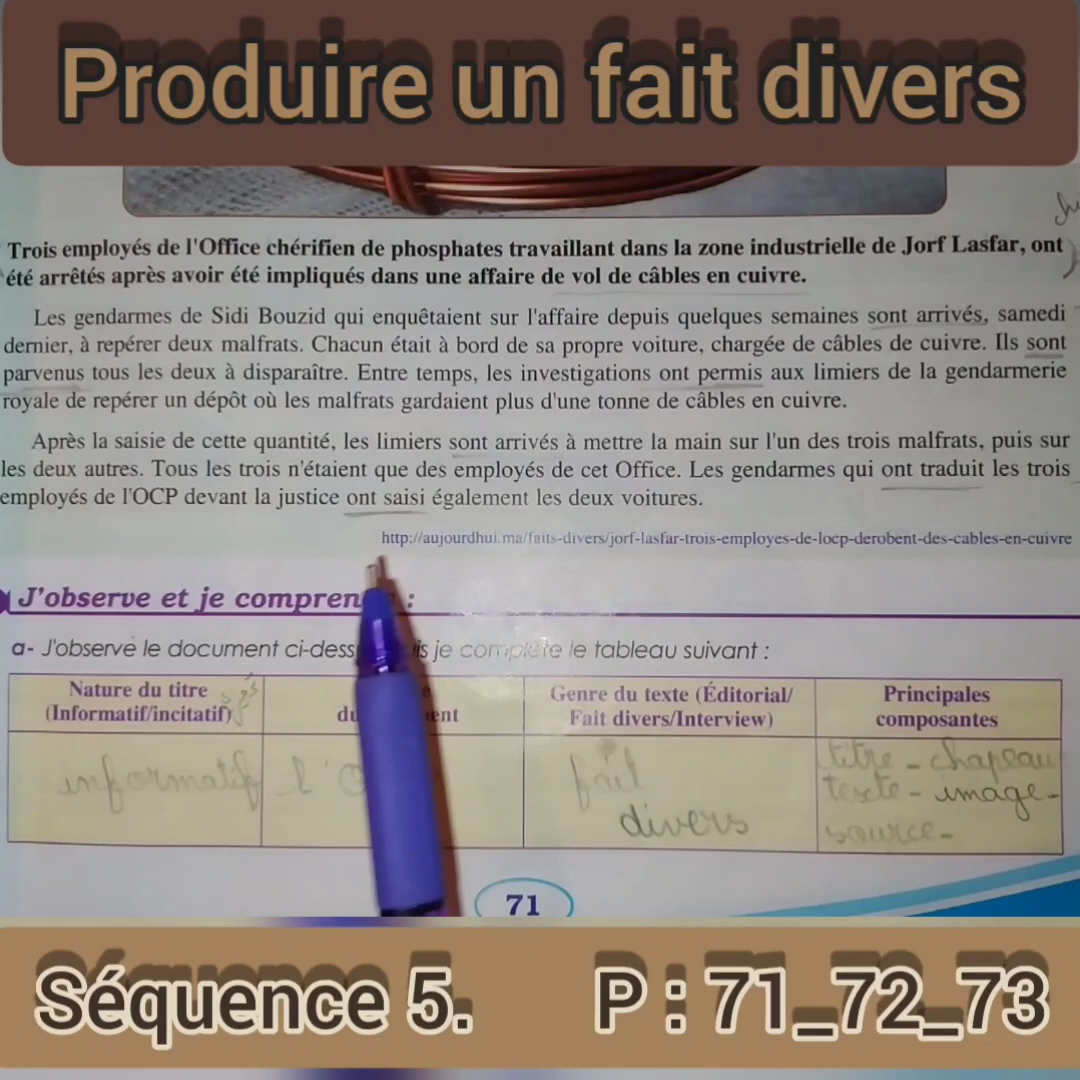 Produire un fait divers
Trois employés de l'Office chérifien de phosphates travaillant dans la zone industrielle de Jorf Lasfar, ont
été arrêtés après avoir été impliqués dans une affaire de vol de câbles en cuivre.
Les gendarmes de Sidi Bouzid qui enquêtaient sur l'affaire depuis quelques semaines sont arrivés, samedi
dernier, à repérer deux malfrats. Chacun était à bord de sa propre voiture, chargée de câbles de cuivre. Ils sont
parvenus tous les deux à disparaître. Entre temps, les investigations ont permis aux limiers de la gendarmerie
royale de repérer un dépôt où les malfrats gardaient plus d'une tonne de câbles en cuivre.
Après la saisie de cette quantité, les limiers sont arrivés à mettre la main sur l'un des trois malfrats, puis sur
les deux autres. Tous les trois n'étaient que des employés de cet Office. Les gendarmes qui ont traduit les trois
employés de l'OCP devant la justice ont saisi également les deux voitures.
http://aujourdhui.ma/faits-divers/jorf-lasfar-trois-employes-de-locp-derobent-des-cables-en-cuivre
J'observe et je compren :
a- J'observe le document ci-dess is je complète le tableau suivant :
Nature du titre
(Informatif/incitatif)
du ent
Genre du texte (Éditorial/
Fait divers/Interview)
Principales
composantes
informatif
l'O
fait
divers
titre - chapeau
texte - image -
source -
71
Séquence 5. P : 71_72_73